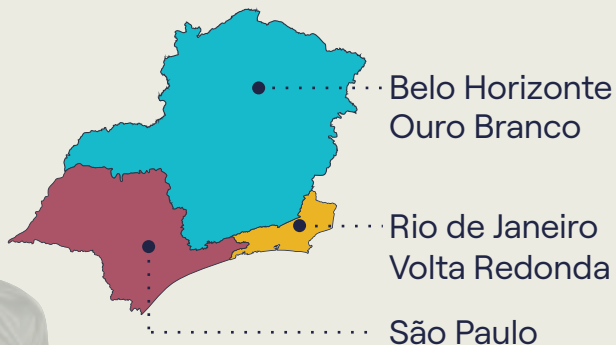 Belo Horizonte
Ouro Branco
Rio de Janeiro
Volta Redonda
São Paulo